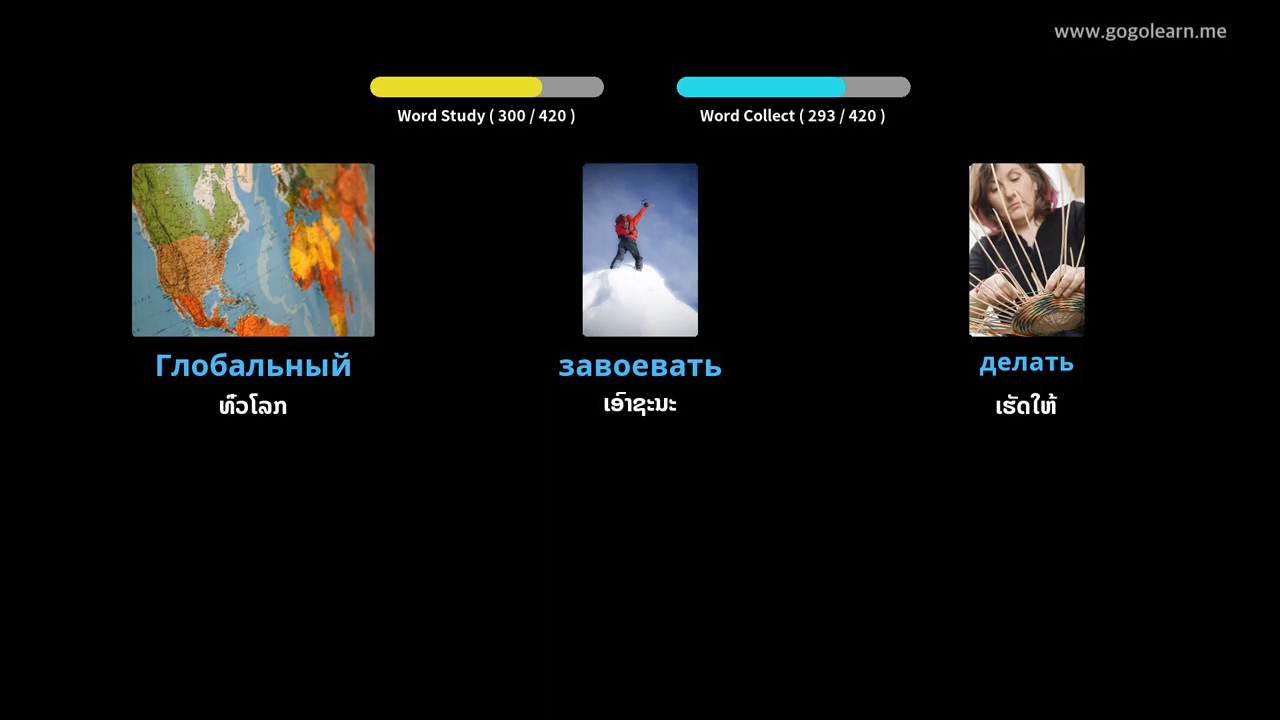 www.gogolearn.me
Word Study ( 300 / 420 )
Word Collect ( 293 / 420 )
Глобальный
завоевать
делать
ທົ່ວໂລກ
ເອົາຊະນະ
ເຮັດໃຫ້